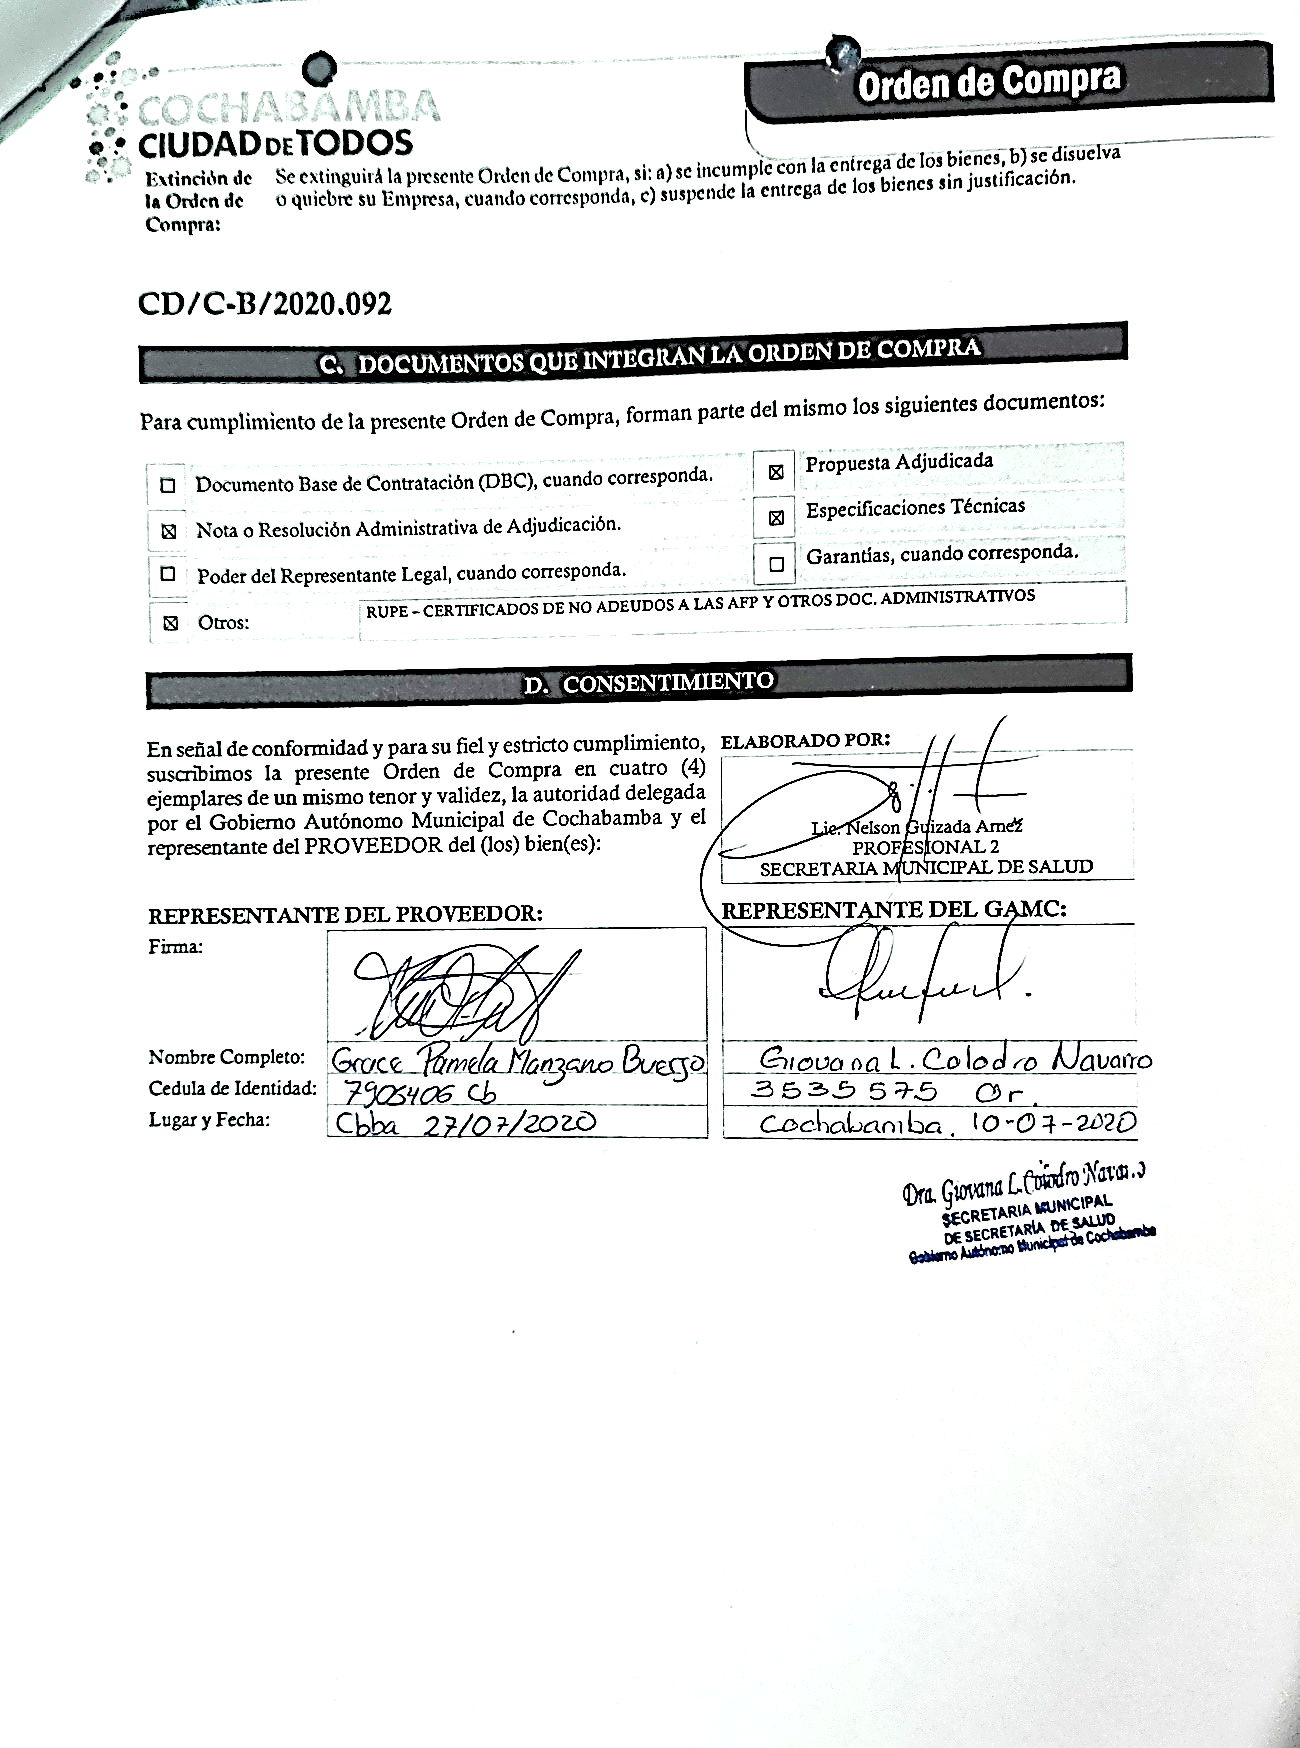 Orden de Compra
COCHABAMBA
CIUDAD DE TODOS
Extinción de la Orden de Compra:
Se extinguirá la presente Orden de Compra, si: a) se incumple con la entrega de los bienes, b) se disuelva
o quiebre su Empresa, cuando corresponda, c) suspende la entrega de los bienes sin justificación.
CD/C-B/2020.092
C. DOCUMENTOS QUE INTEGRAN LA ORDEN DE COMPRA
Para cumplimiento de la presente Orden de Compra, forman parte del mismo los siguientes documentos:
☐ Documento Base de Contratación (DBC), cuando corresponda.
☒ Propuesta Adjudicada
☒ Nota o Resolución Administrativa de Adjudicación.
☒ Especificaciones Técnicas
☐ Poder del Representante Legal, cuando corresponda.
☐ Garantías, cuando corresponda.
☒ Otros: RUPE – CERTIFICADOS DE NO ADEUDOS A LAS AFP Y OTROS DOC. ADMINISTRATIVOS
D. CONSENTIMIENTO
En señal de conformidad y para su fiel y estricto cumplimiento,
suscribimos la presente Orden de Compra en cuatro (4)
ejemplares de un mismo tenor y validez, la autoridad delegada
por el Gobierno Autónomo Municipal de Cochabamba y el
representante del PROVEEDOR del (los) bien(es):
ELABORADO POR:
Lic. Nelson Guizada Arnez
PROFESIONAL 2
SECRETARIA MUNICIPAL DE SALUD
REPRESENTANTE DEL PROVEEDOR:
REPRESENTANTE DEL GAMC:
Firma:
Nombre Completo: Grace Pamela Manzano Buergo
Giovana L. Colodro Navarro
Cedula de Identidad: 7905406 Cb
3535575 Or.
Lugar y Fecha: Cbba 27/07/2020
Cochabamba, 10-07-2020
Dra. Giovana L. Colodro Navarro
SECRETARIA MUNICIPAL
DE SECRETARÍA DE SALUD
Gobierno Autónomo Municipal de Cochabamba